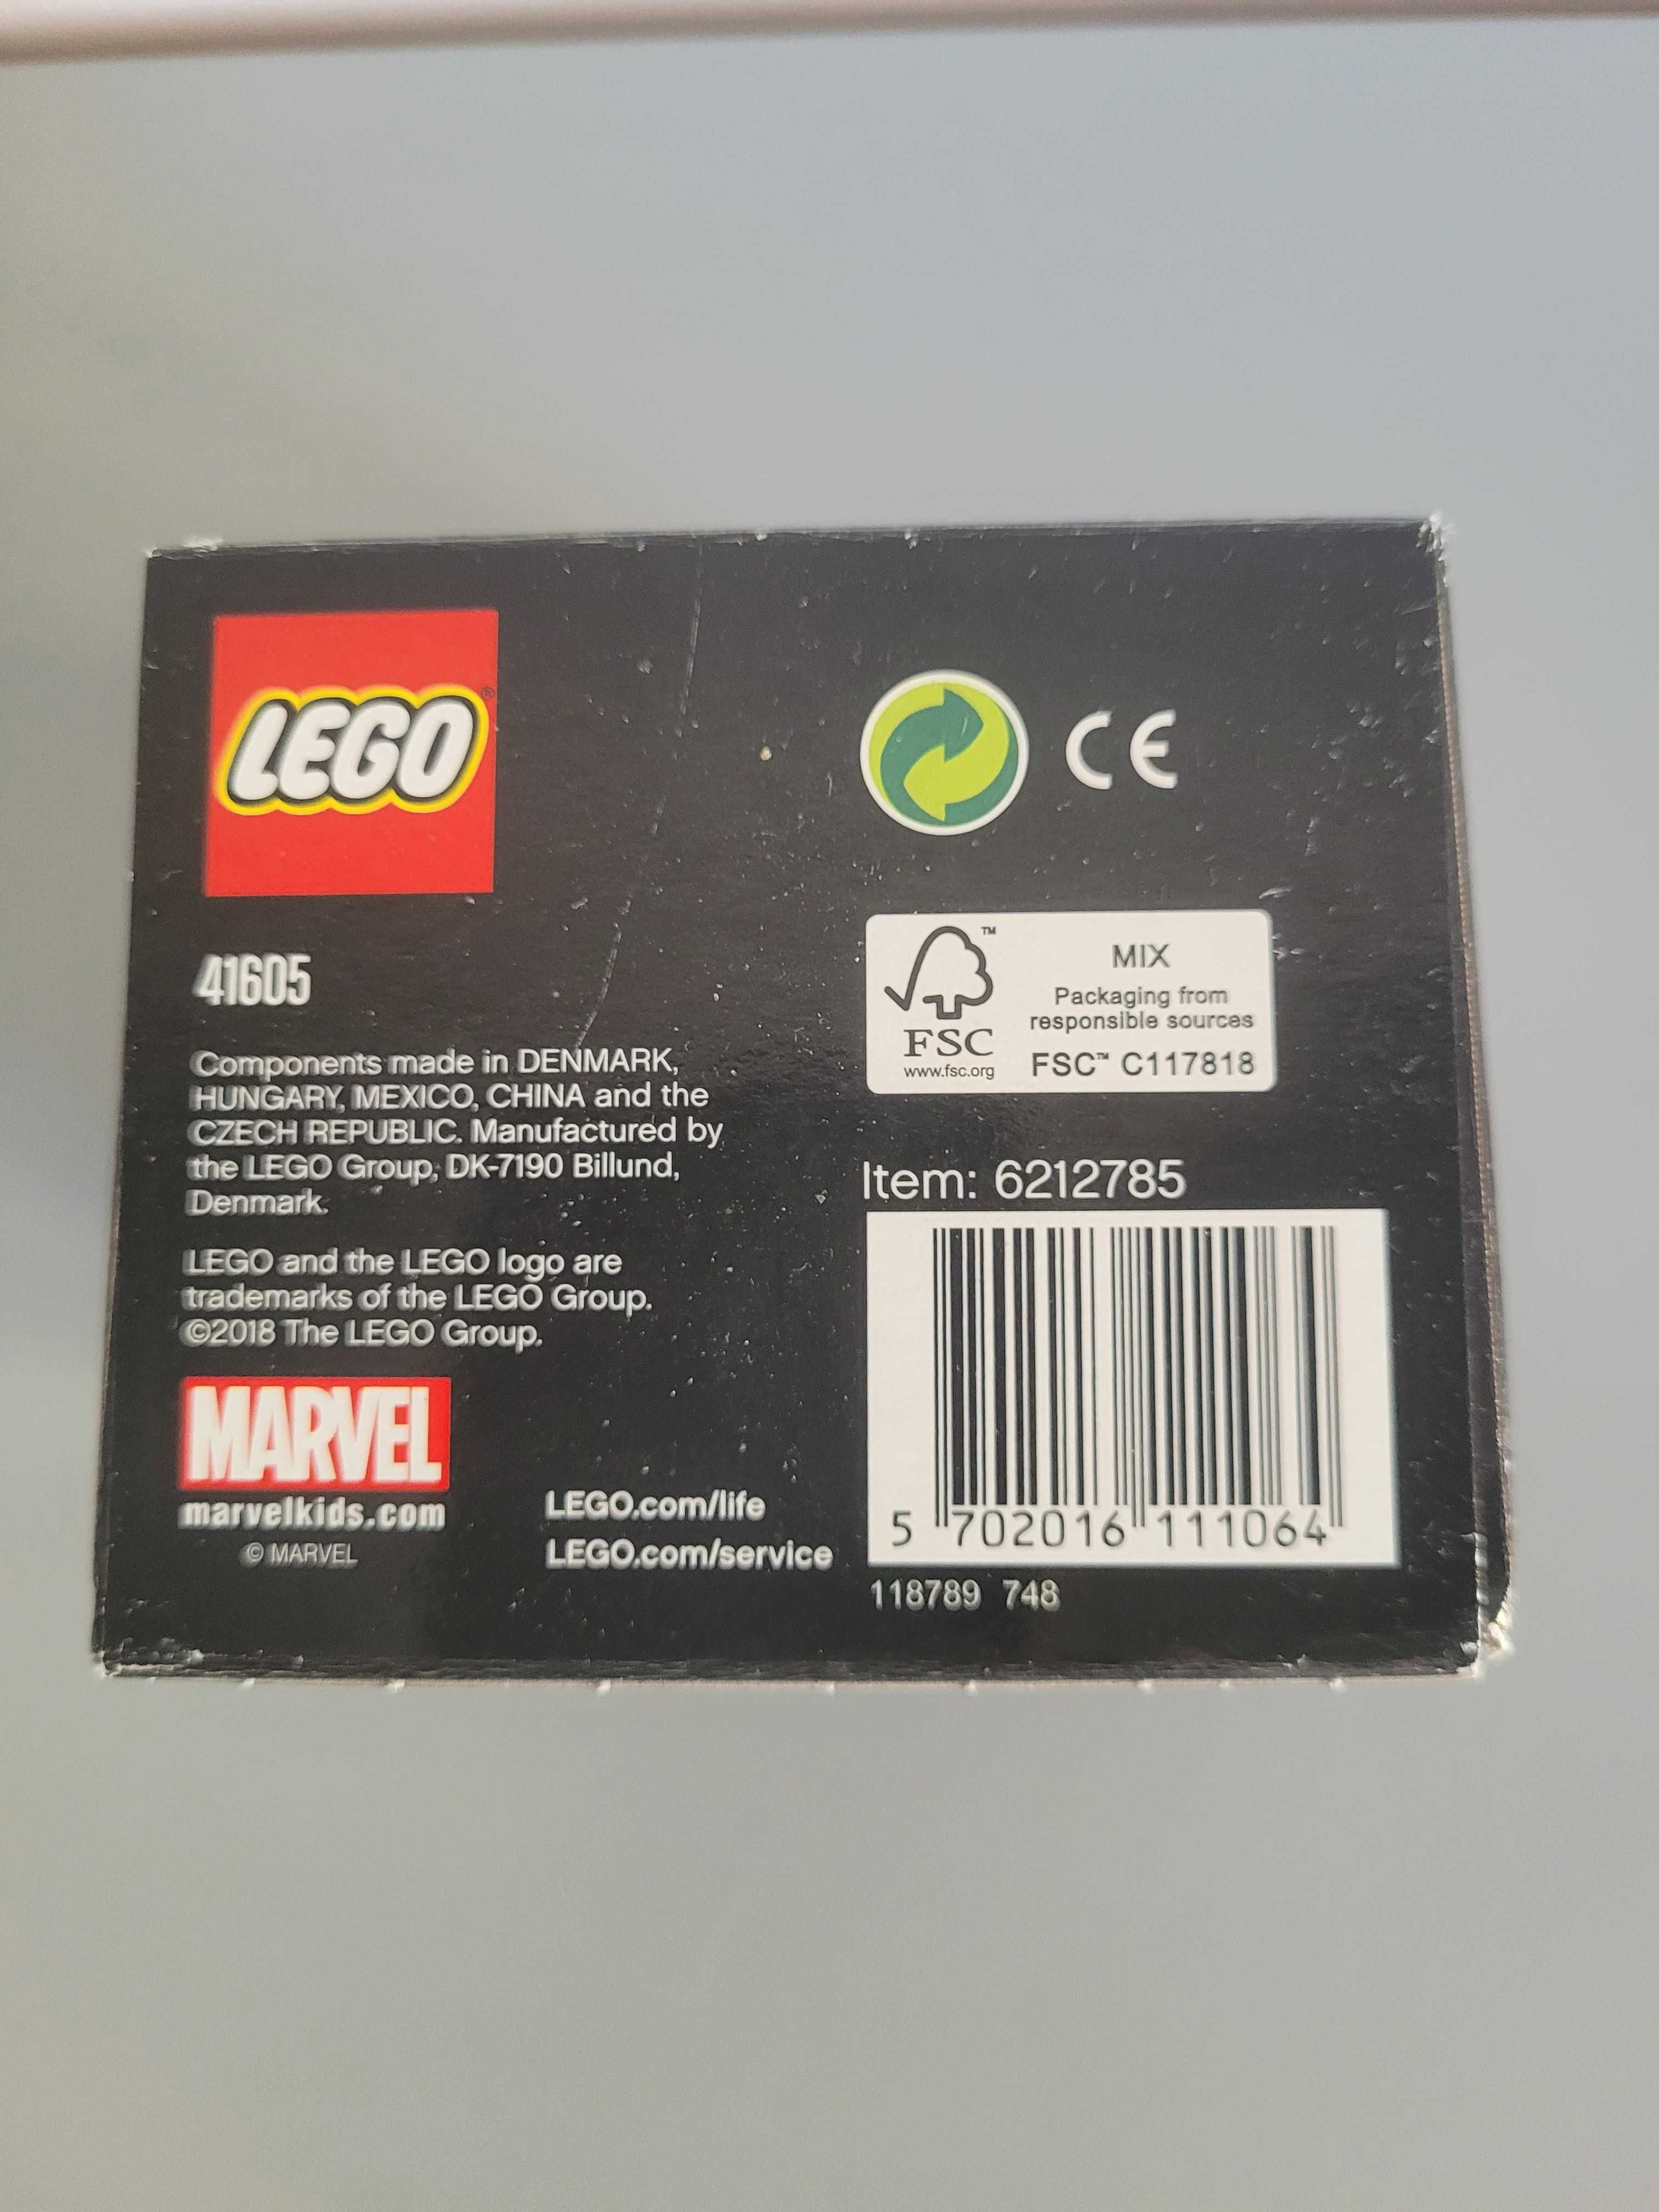 LEGO®
CE
41605
Components made in DENMARK,
HUNGARY, MEXICO, CHINA and the
CZECH REPUBLIC. Manufactured by
the LEGO Group, DK-7190 Billund,
Denmark.
LEGO and the LEGO logo are
trademarks of the LEGO Group.
©2018 The LEGO Group.
MARVEL
marvelkids.com
© MARVEL
LEGO.com/life
LEGO.com/service
™
FSC
www.fsc.org
MIX
Packaging from
responsible sources
FSC™ C117818
Item: 6212785
5 702016 111064
118789 748